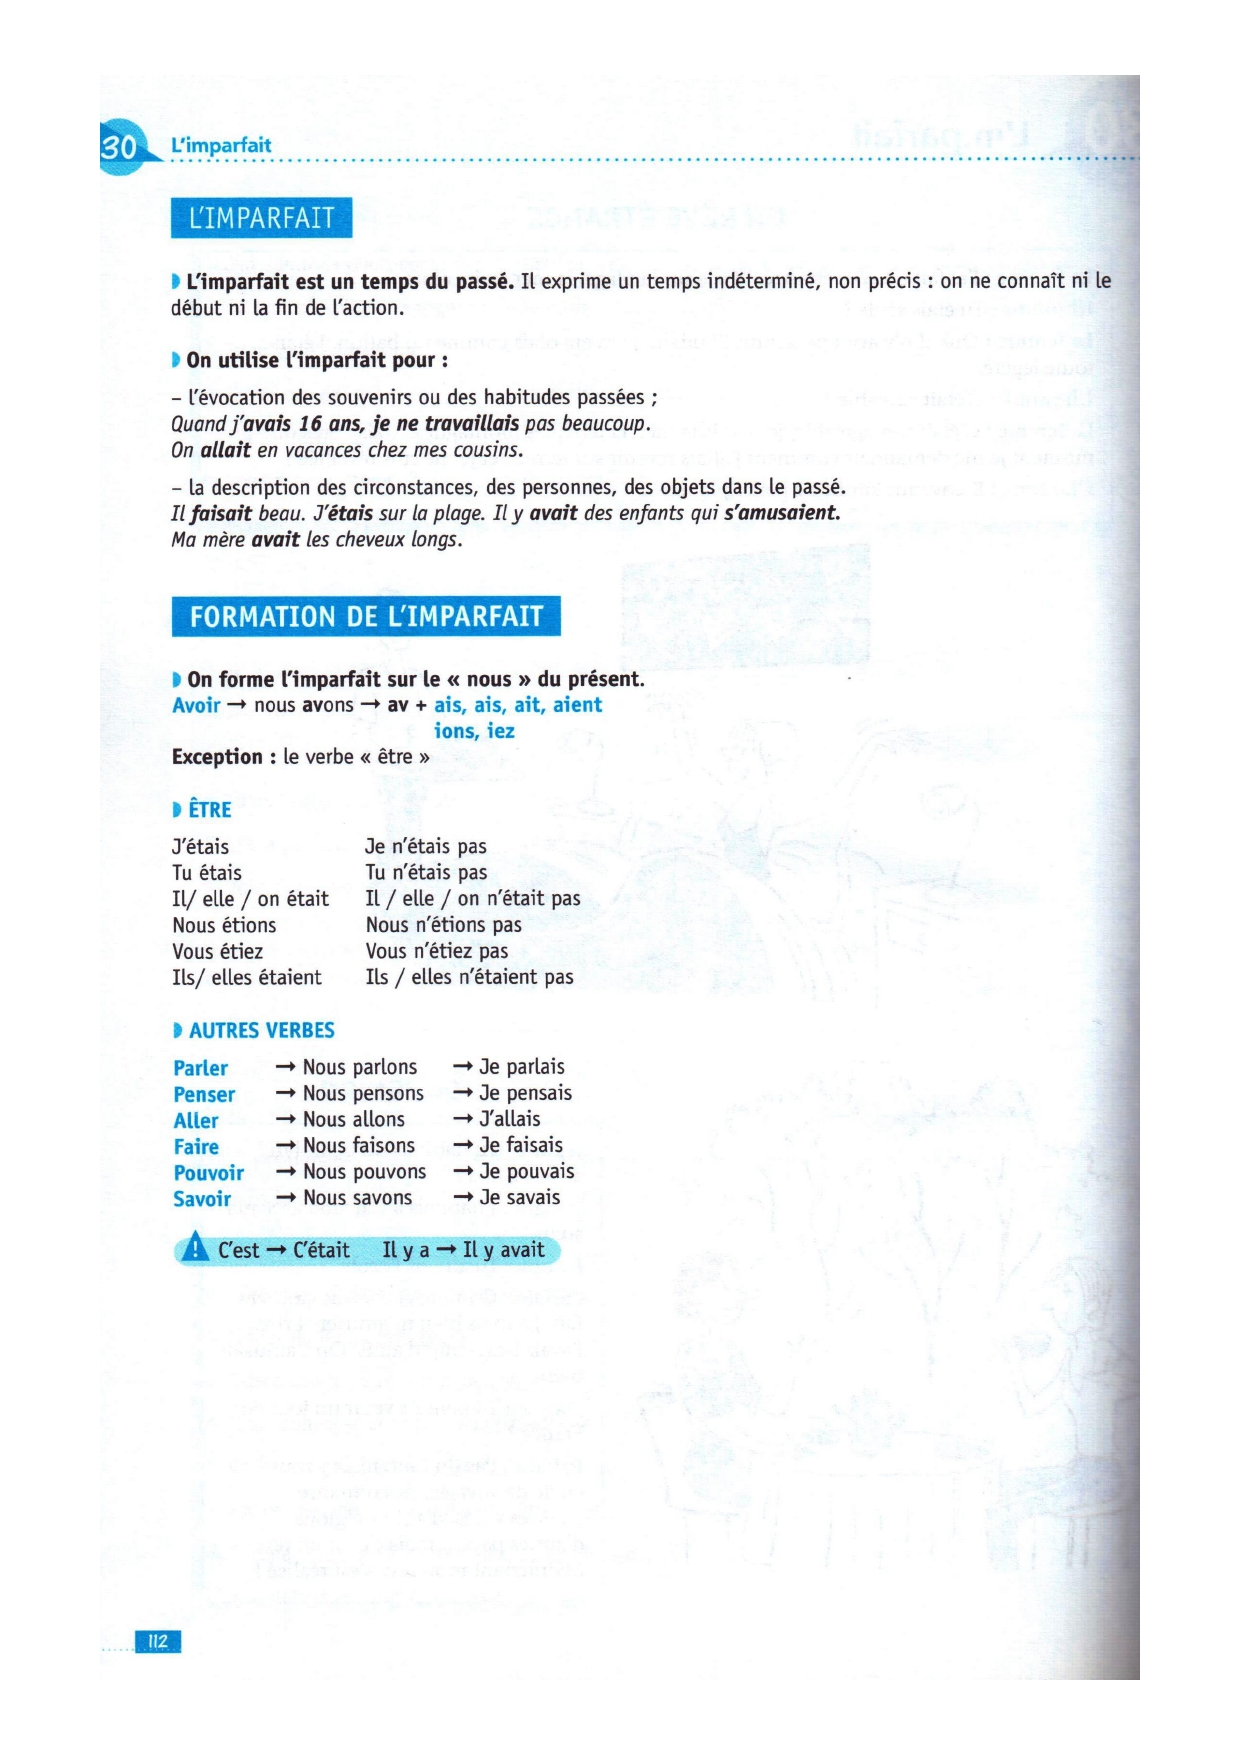 30 L'imparfait
L'IMPARFAIT
L'imparfait est un temps du passé. Il exprime un temps indéterminé, non précis : on ne connaît ni le
début ni la fin de l'action.
On utilise l'imparfait pour :
– l'évocation des souvenirs ou des habitudes passées ;
Quand j'avais 16 ans, je ne travaillais pas beaucoup.
On allait en vacances chez mes cousins.
– la description des circonstances, des personnes, des objets dans le passé.
Il faisait beau. J'étais sur la plage. Il y avait des enfants qui s'amusaient.
Ma mère avait les cheveux longs.
FORMATION DE L'IMPARFAIT
On forme l'imparfait sur le « nous » du présent.
Avoir → nous avons → av + ais, ais, ait, aient
ions, iez
Exception : le verbe « être »
ÊTRE
J'étais Je n'étais pas
Tu étais Tu n'étais pas
Il/ elle / on était Il / elle / on n'était pas
Nous étions Nous n'étions pas
Vous étiez Vous n'étiez pas
Ils/ elles étaient Ils / elles n'étaient pas
AUTRES VERBES
Parler → Nous parlons → Je parlais
Penser → Nous pensons → Je pensais
Aller → Nous allons → J'allais
Faire → Nous faisons → Je faisais
Pouvoir → Nous pouvons → Je pouvais
Savoir → Nous savons → Je savais
! C'est → C'était Il y a → Il y avait
112